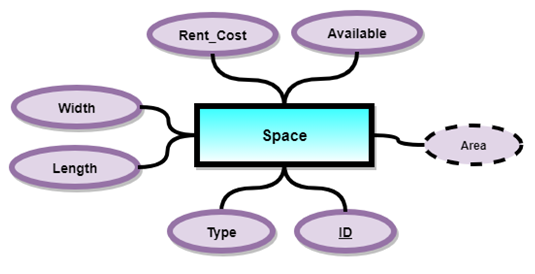 Rent_Cost
Available
Width
Space
Area
Length
Type
ID